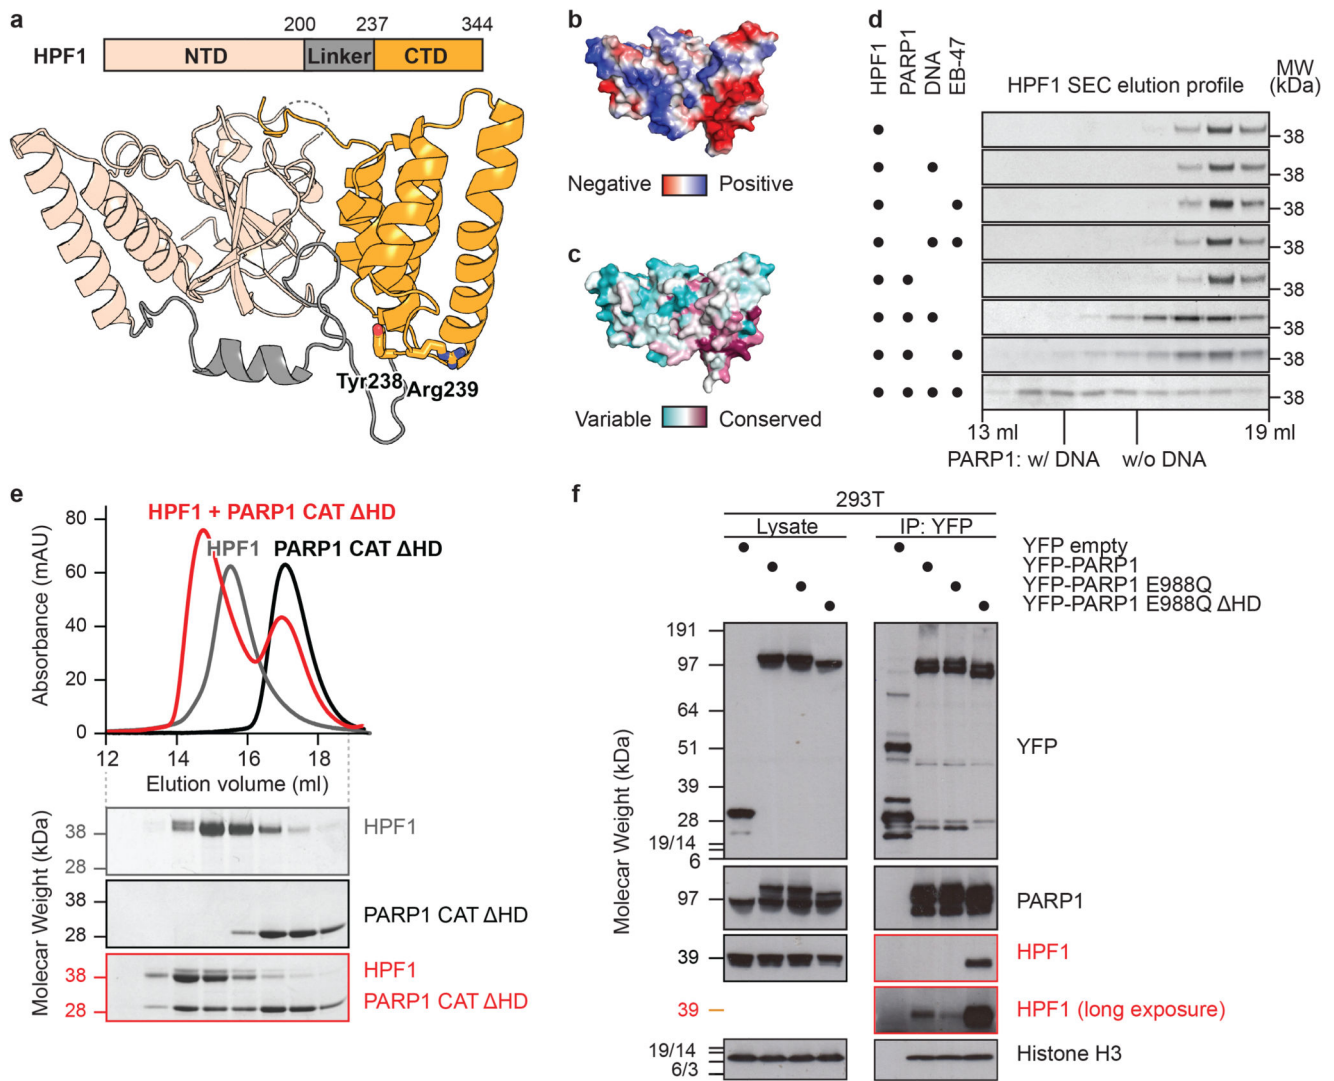 a
200 237 344
HPF1 NTD Linker CTD
Tyr238 Arg239
b
Negative Positive
c
Variable Conserved
d
HPF1 PARP1 DNA EB-47
HPF1 SEC elution profile
MW
(kDa)
38
38
38
38
38
38
38
38
13 ml 19 ml
PARP1: w/ DNA w/o DNA
e
HPF1 + PARP1 CAT ΔHD
HPF1 PARP1 CAT ΔHD
Absorbance (mAU)
80
60
40
20
0
12 14 16 18
Elution volume (ml)
Molecar Weight (kDa)
38 HPF1
28
38
28 PARP1 CAT ΔHD
38 HPF1
28 PARP1 CAT ΔHD
f
293T
Lysate IP: YFP
YFP empty
YFP-PARP1
YFP-PARP1 E988Q
YFP-PARP1 E988Q ΔHD
Molecar Weight (kDa)
191
97
64
51 YFP
39
28
19/14
6
97 PARP1
39 HPF1
39 HPF1 (long exposure)
19/14 Histone H3
6/3